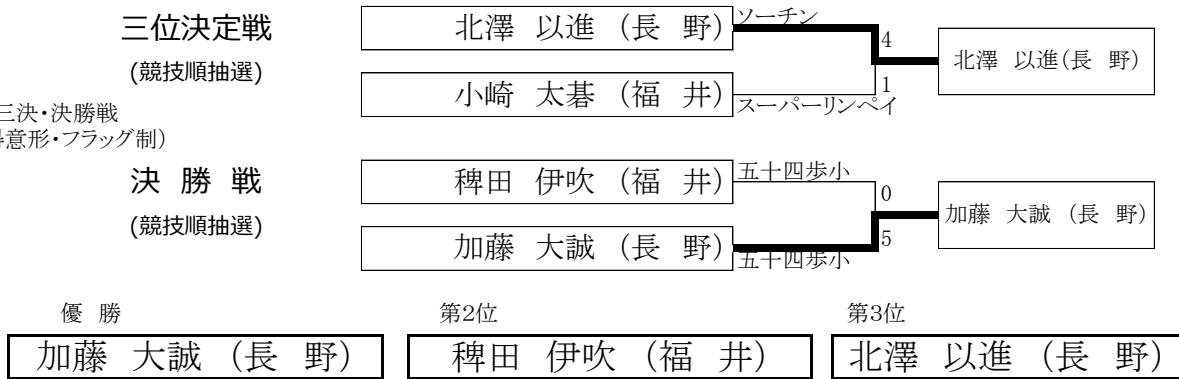 三位決定戦
(競技順抽選)
三決・決勝戦
得意形・フラッグ制)
北澤 以進 (長 野)
ソーチン
4
小崎 太碁 (福 井)
スーパーリンペイ
1
北澤 以進(長 野)
決 勝 戦
(競技順抽選)
稗田 伊吹 (福 井)
五十四歩小
0
加藤 大誠 (長 野)
五十四歩小
5
加藤 大誠 (長 野)
優 勝
加藤 大誠 (長 野)
第2位
稗田 伊吹 (福 井)
第3位
北澤 以進 (長 野)